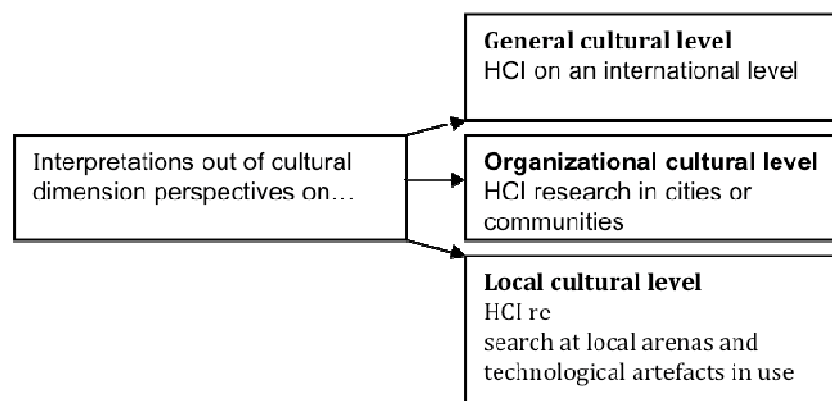 General cultural level
HCI on an international level
Interpretations out of cultural
dimension perspectives on…
Organizational cultural level
HCI research in cities or
communities
Local cultural level
HCI re
search at local arenas and
technological artefacts in use